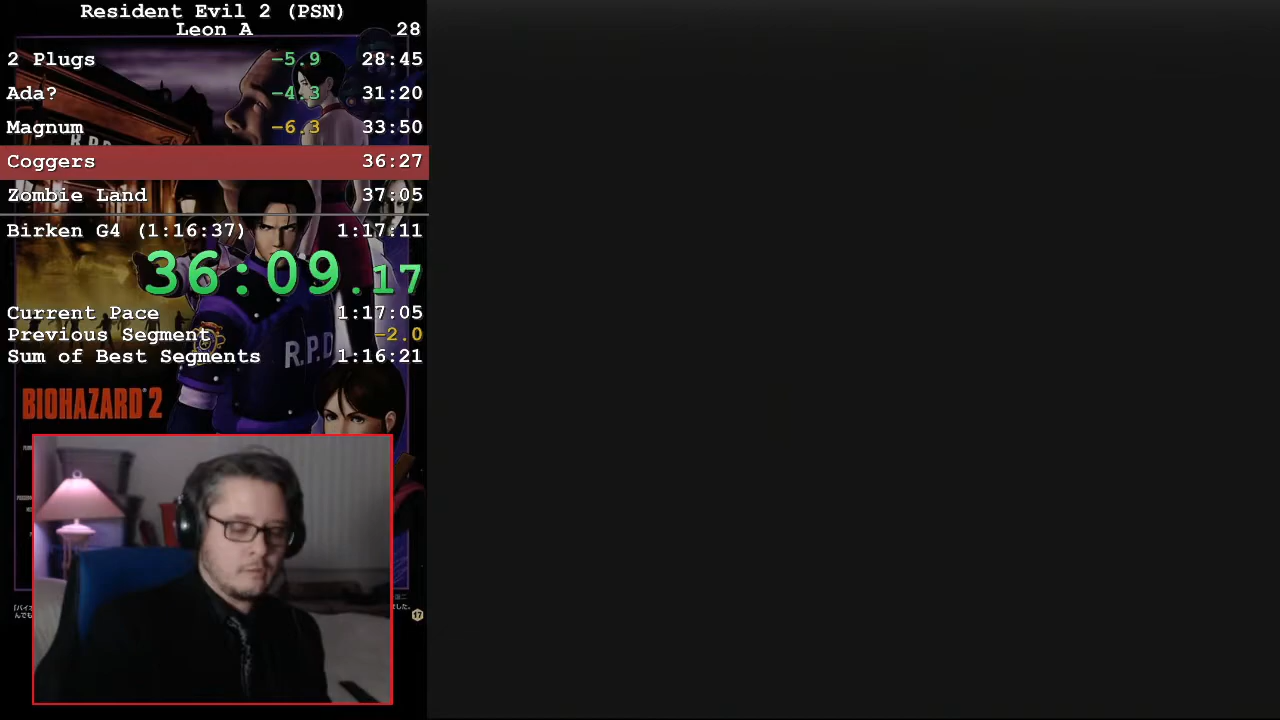 Resident Evil 2 (PSN)
Leon A 28
2 Plugs -5.9 28:45
Ada? -4.3 31:20
Magnum -6.3 33:50
Coggers 36:27
Zombie Land 37:05
Birken G4 (1:16:37) 1:17:11
36:09.17
Current Pace 1:17:05
Previous Segment -2.0
Sum of Best Segments 1:16:21
R.P.D
BIOHAZARD 2
17